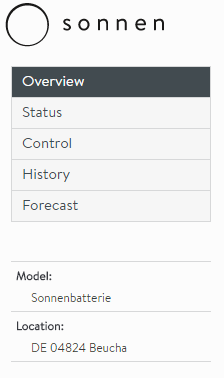 sonnen
Overview
Status
Control
History
Forecast
Model:
Sonnenbatterie
Location:
DE 04824 Beucha